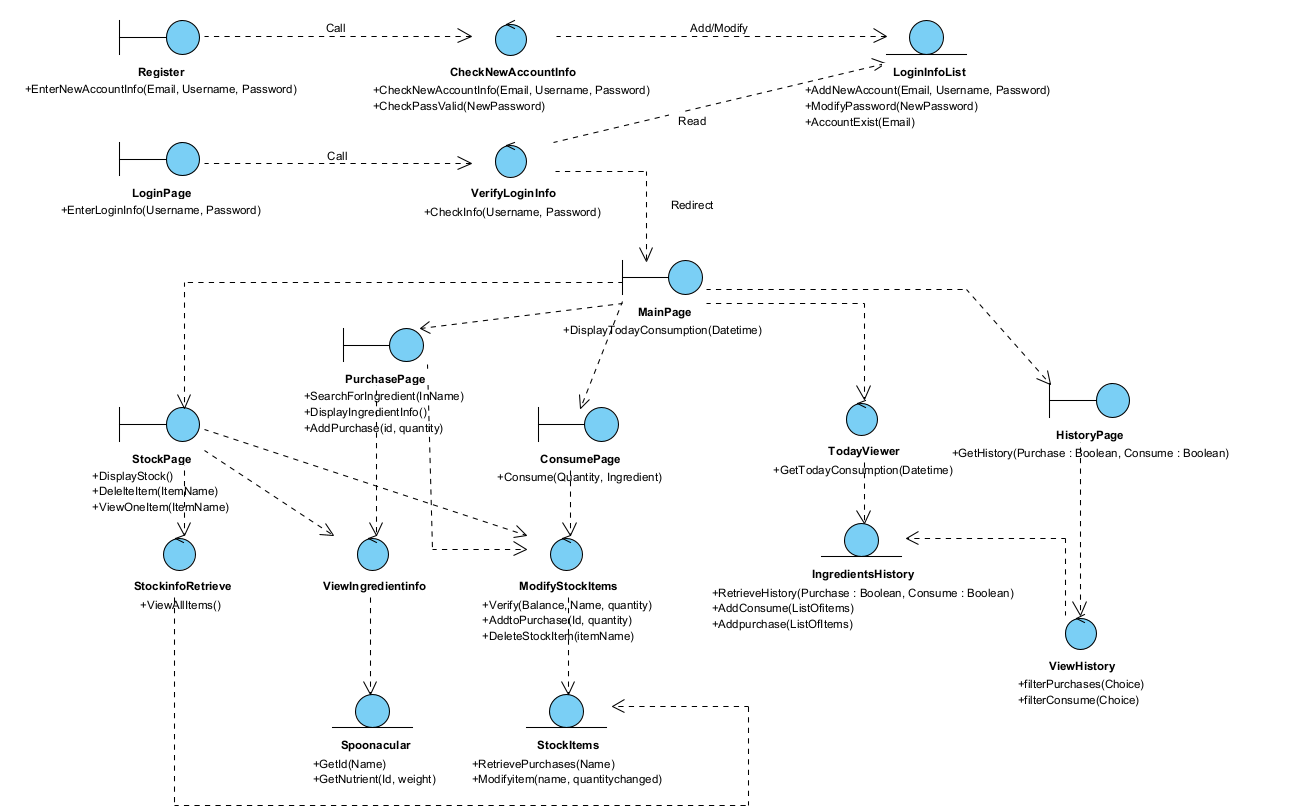 Call
Add/Modify
Register
+EnterNewAccountInfo(Email, Username, Password)
CheckNewAccountInfo
+CheckNewAccountInfo(Email, Username, Password)
+CheckPassValid(NewPassword)
LoginInfoList
+AddNewAccount(Email, Username, Password)
+ModifyPassword(NewPassword)
+AccountExist(Email)
Read
Call
LoginPage
+EnterLoginInfo(Username, Password)
VerifyLoginInfo
+CheckInfo(Username, Password)
Redirect
MainPage
+DisplayTodayConsumption(Datetime)
PurchasePage
+SearchForIngredient(InName)
+DisplayIngredientInfo()
+AddPurchase(id, quantity)
StockPage
+DisplayStock()
+DelelteItem(ItemName)
+ViewOneItem(ItemName)
ConsumePage
+Consume(Quantity, Ingredient)
TodayViewer
+GetTodayConsumption(Datetime)
HistoryPage
+GetHistory(Purchase : Boolean, Consume : Boolean)
StockinfoRetrieve
+ViewAllItems()
ViewIngredientinfo
ModifyStockItems
+Verify(Balance, Name, quantity)
+AddtoPurchase(Id, quantity)
+DeleteStockItem(itemName)
IngredientsHistory
+RetrieveHistory(Purchase : Boolean, Consume : Boolean)
+AddConsume(ListOfitems)
+Addpurchase(ListOfItems)
ViewHistory
+filterPurchases(Choice)
+filterConsume(Choice)
Spoonacular
+GetId(Name)
+GetNutrient(Id, weight)
StockItems
+RetrievePurchases(Name)
+Modifyitem(name, quantitychanged)